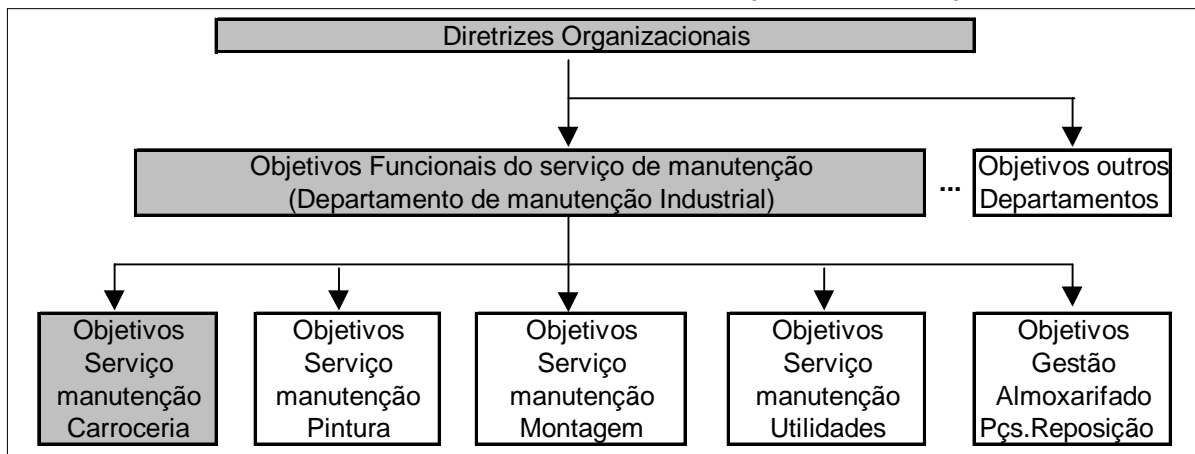 Diretrizes Organizacionais
Objetivos Funcionais do serviço de manutenção
(Departamento de manutenção Industrial)
...
Objetivos outros
Departamentos
Objetivos
Serviço
manutenção
Carroceria
Objetivos
Serviço
manutenção
Pintura
Objetivos
Serviço
manutenção
Montagem
Objetivos
Serviço
manutenção
Utilidades
Objetivos
Gestão
Almoxarifado
Pçs.Reposição